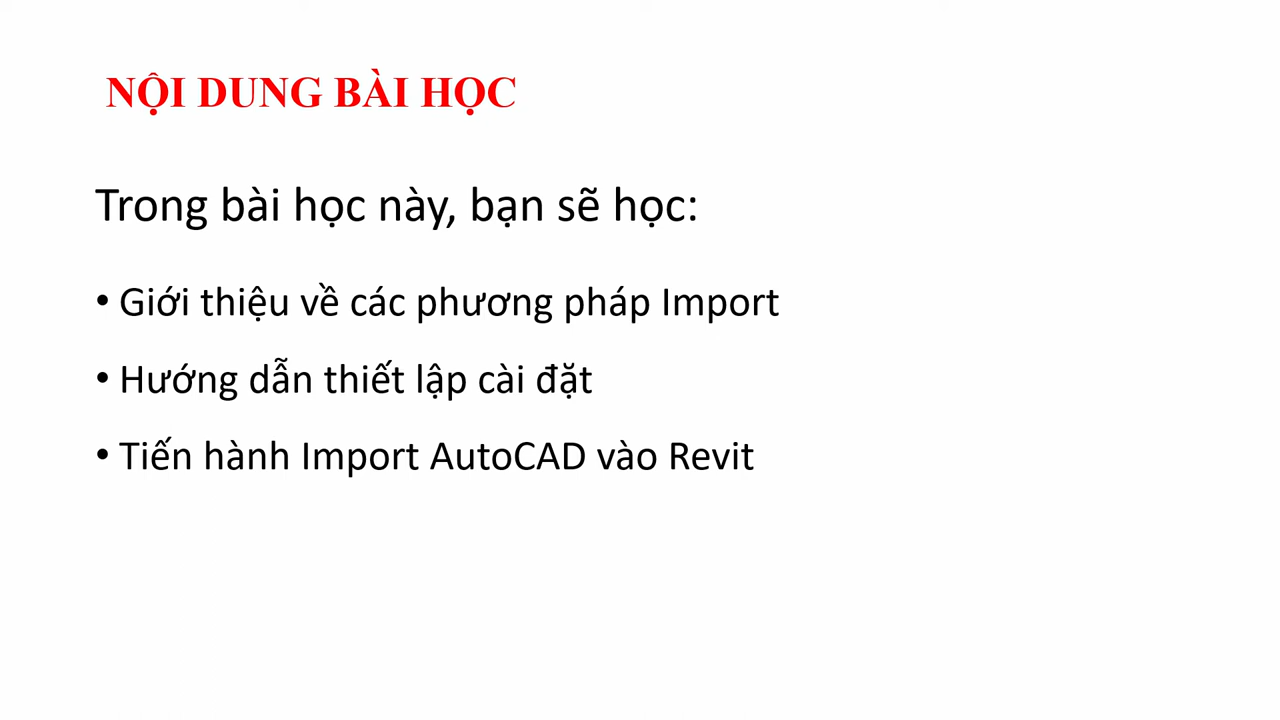 NỘI DUNG BÀI HỌC
Trong bài học này, bạn sẽ học:
• Giới thiệu về các phương pháp Import
• Hướng dẫn thiết lập cài đặt
• Tiến hành Import AutoCAD vào Revit